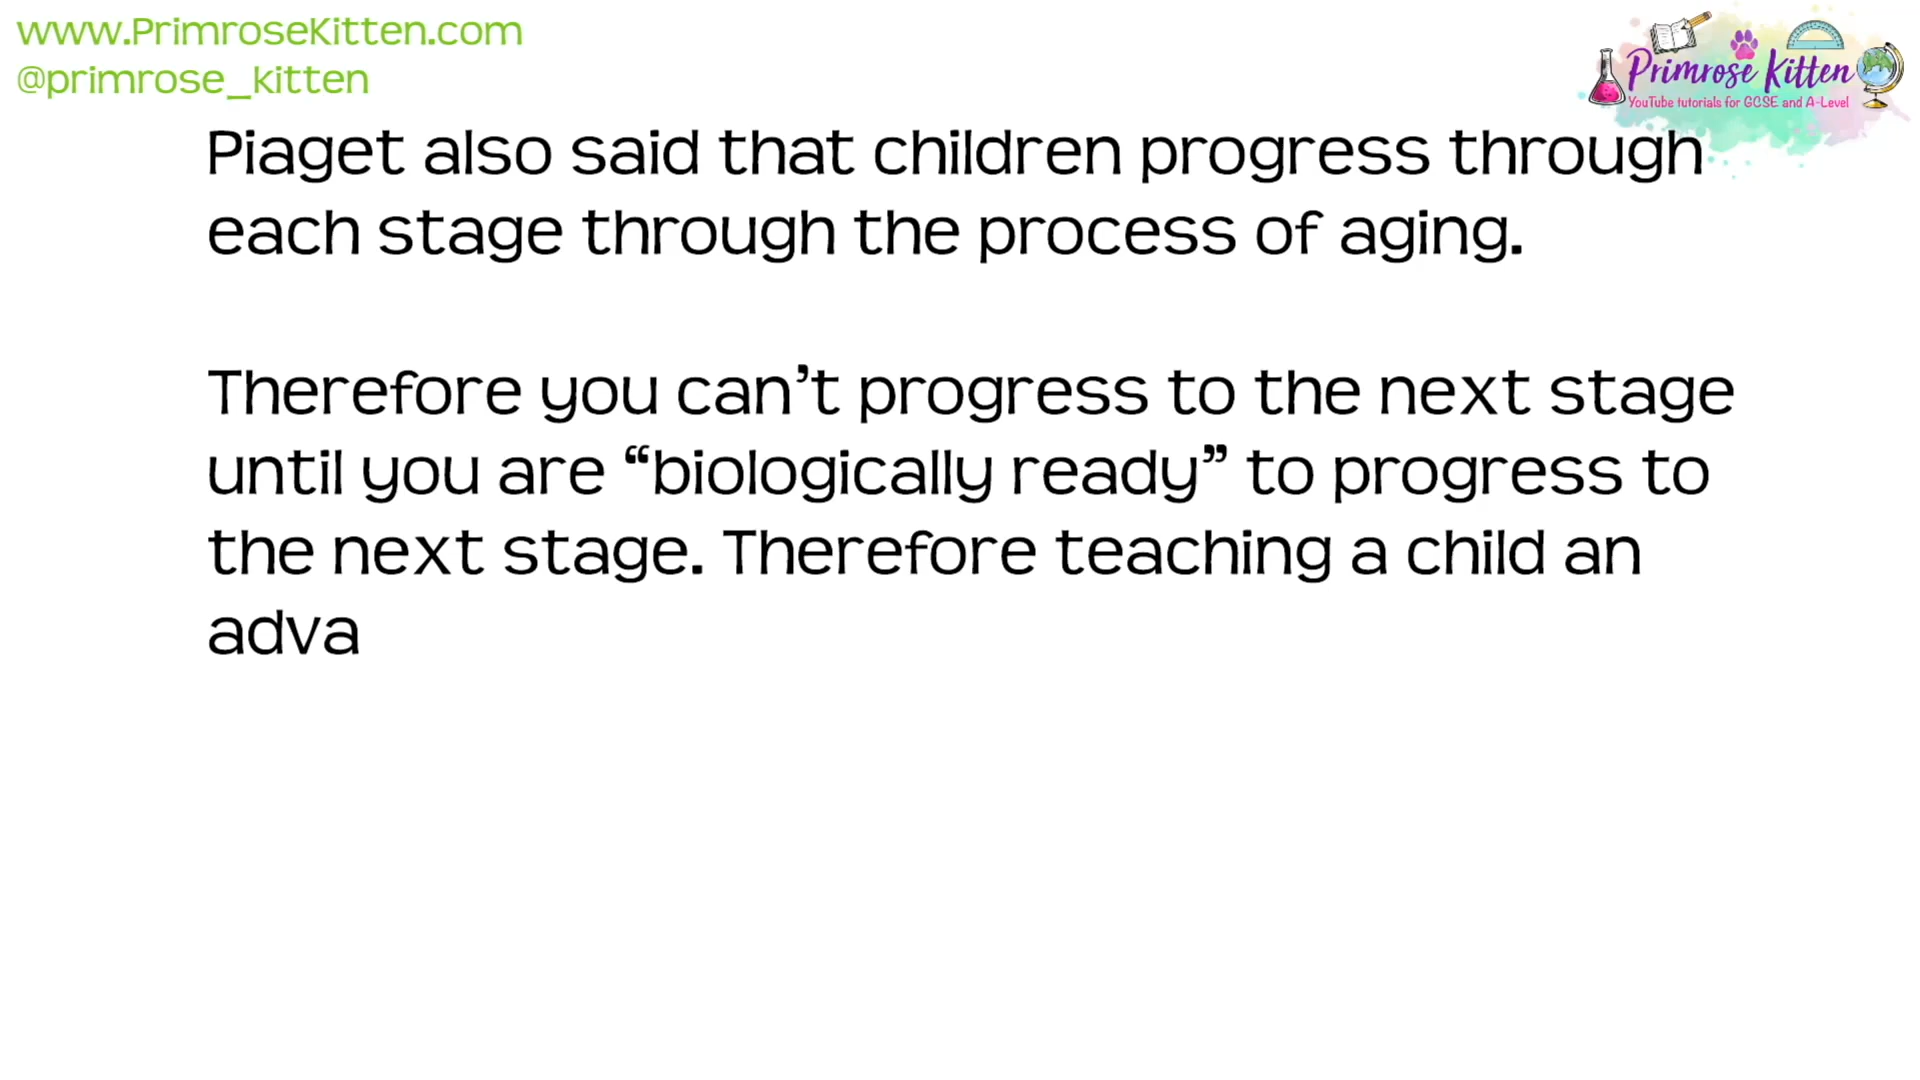 www.PrimroseKitten.com
@primrose_kitten
Primrose Kitten
YouTube tutorials for GCSE and A-Level
Piaget also said that children progress through
each stage through the process of aging.
Therefore you can’t progress to the next stage
until you are “biologically ready” to progress to
the next stage. Therefore teaching a child an
adva